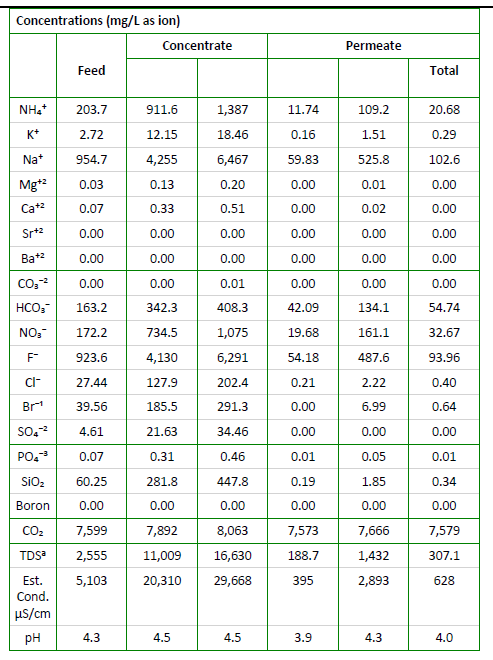 Concentrations (mg/L as ion)
Concentrate Permeate
Feed Total
NH₄⁺ 203.7 911.6 1,387 11.74 109.2 20.68
K⁺ 2.72 12.15 18.46 0.16 1.51 0.29
Na⁺ 954.7 4,255 6,467 59.83 525.8 102.6
Mg⁺² 0.03 0.13 0.20 0.00 0.01 0.00
Ca⁺² 0.07 0.33 0.51 0.00 0.02 0.00
Sr⁺² 0.00 0.00 0.00 0.00 0.00 0.00
Ba⁺² 0.00 0.00 0.00 0.00 0.00 0.00
CO₃⁻² 0.00 0.00 0.01 0.00 0.00 0.00
HCO₃⁻ 163.2 342.3 408.3 42.09 134.1 54.74
NO₃⁻ 172.2 734.5 1,075 19.68 161.1 32.67
F⁻ 923.6 4,130 6,291 54.18 487.6 93.96
Cl⁻ 27.44 127.9 202.4 0.21 2.22 0.40
Br⁻¹ 39.56 185.5 291.3 0.00 6.99 0.64
SO₄⁻² 4.61 21.63 34.46 0.00 0.00 0.00
PO₄⁻³ 0.07 0.31 0.46 0.01 0.05 0.01
SiO₂ 60.25 281.8 447.8 0.19 1.85 0.34
Boron 0.00 0.00 0.00 0.00 0.00 0.00
CO₂ 7,599 7,892 8,063 7,573 7,666 7,579
TDSᵃ 2,555 11,009 16,630 188.7 1,432 307.1
Est. 5,103 20,310 29,668 395 2,893 628
Cond.
µS/cm
pH 4.3 4.5 4.5 3.9 4.3 4.0